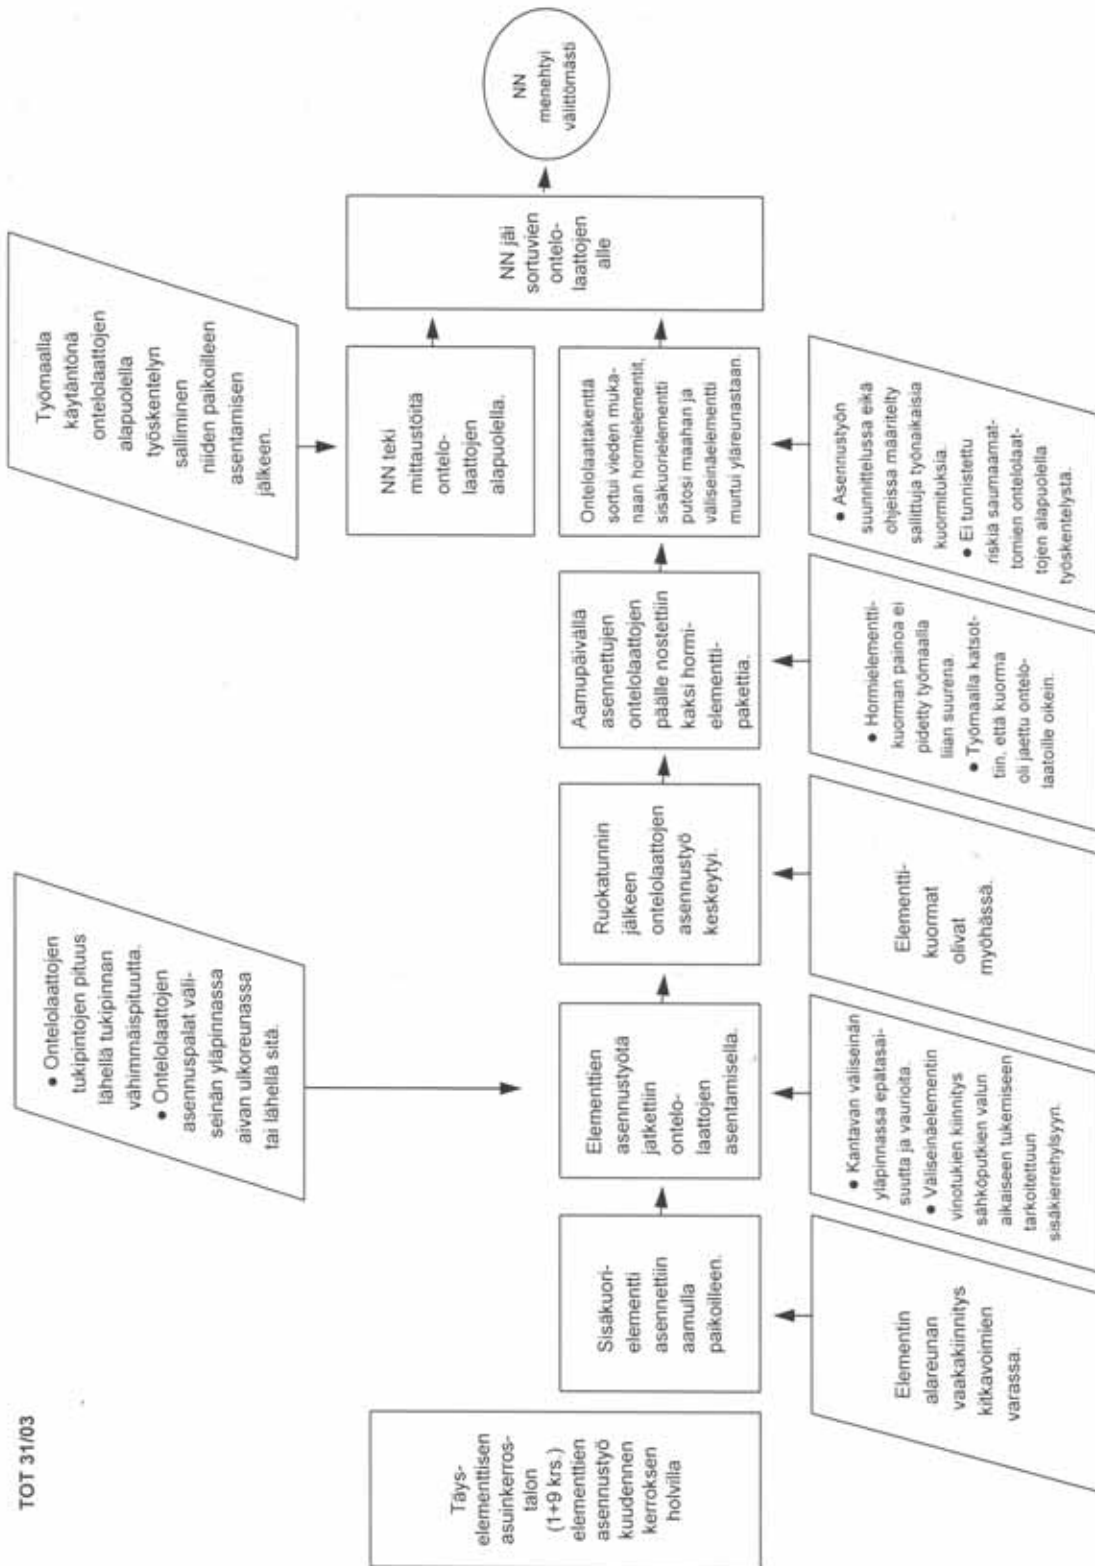 TOT 31/03
Täys-
elementtisen
asuinkerros-
talon
(1+9 krs.)
elementtien
asennustyö
kuudennen
kerroksen
holvilla
Sisäkuori-
elementti
asennettiin
aamulla
paikoilleen.
Elementin
alareunan
vaakakiinnitys
kitkavoimien
varassa.
• Ontelolaattojen
tukipintojen pituus
lähellä tukipinnan
vähimmäispituutta.
• Ontelolaattojen
asennuspalat väli-
seinän yläpinnassa
aivan ulkoreunassa
tai lähellä sitä.
Elementtien
asennustyötä
jatkettiin
ontelo-
laattojen
asentamisella.
• Kantavan väliseinän
yläpinnassa epätasai-
suutta ja vaurioita.
• Väliseinäelementin
vinotukien kiinnitys
sähköputkien valun
aikaiseen tukemiseen
tarkoitettuun
sisäkierrehylsyyn.
Ruokatunnin
jälkeen
ontelolaattojen
asennustyö
keskeytyi.
Elementti-
kuormat
olivat
myöhässä.
Aamupäivällä
asennettujen
ontelolaattojen
päälle nostettiin
kaksi hormi-
elementti-
pakettia.
• Hormielementti-
kuorman painoa ei
pidetty työmaalla
liian suurena.
• Työmaalla katsot-
tiin, että kuorma
oli jaettu ontelo-
laatoille oikein.
Työmaalla
käytäntönä
ontelolaattojen
alapuolella
työskentelyn
salliminen
niiden paikoilleen
asentamisen
jälkeen.
NN teki
mittaustöitä
ontelo-
laattojen
alapuolella.
Ontelolaattakenttä
sortui vieden muka-
naan hormielementit,
sisäkuorielementti
putosi maahan ja
väliseinäelementti
murtui yläreunastaan.
• Asennustyön
suunnittelussa eikä
ohjeissa määritelty
sallittuja työnaikaisia
kuormituksia.
• Ei tunnistettu
riskiä saumaamat-
tomien ontelolaat-
tojen alapuolella
työskentelystä.
NN jäi
sortuvien
ontelo-
laattojen
alle
NN
menehtyi
välittömästi